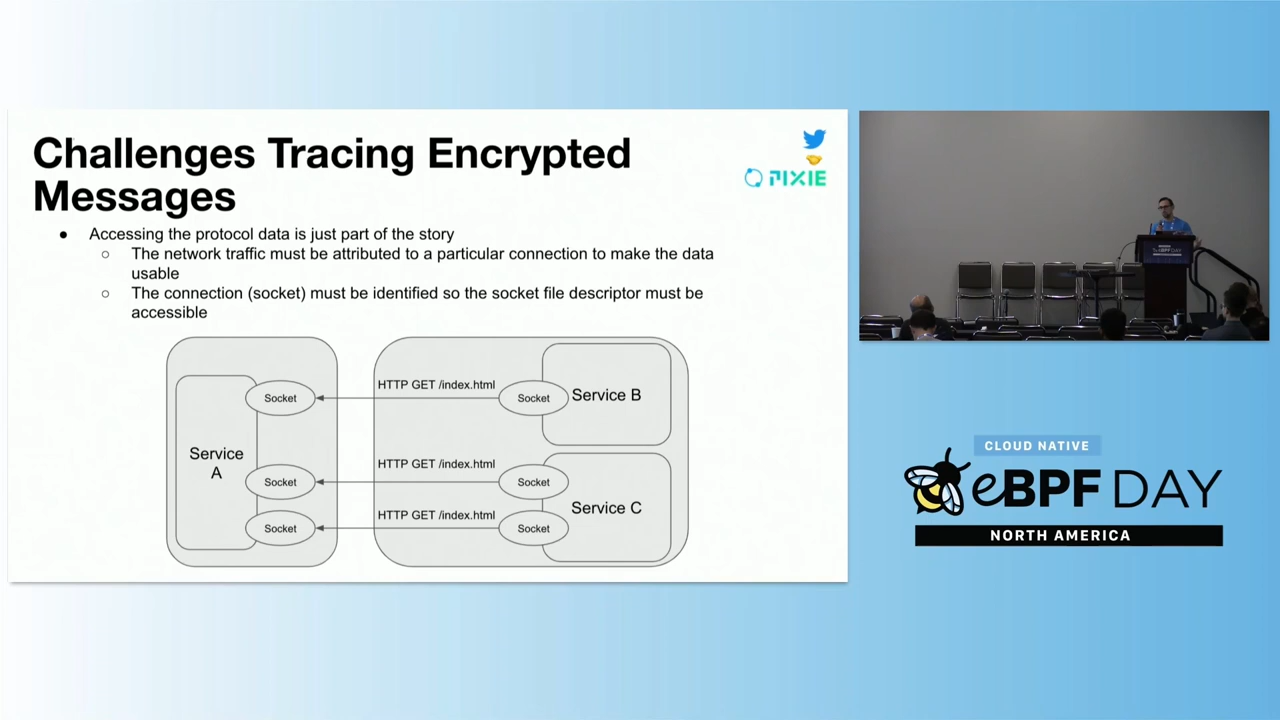 Challenges Tracing Encrypted
Messages
PIXIE
● Accessing the protocol data is just part of the story
○ The network traffic must be attributed to a particular connection to make the data
usable
○ The connection (socket) must be identified so the socket file descriptor must be
accessible
Service
A
Socket
HTTP GET /index.html
Socket
Service B
Socket
HTTP GET /index.html
Socket
Service C
Socket
HTTP GET /index.html
Socket
eBPF DAY
CLOUD NATIVE
eBPF DAY
NORTH AMERICA